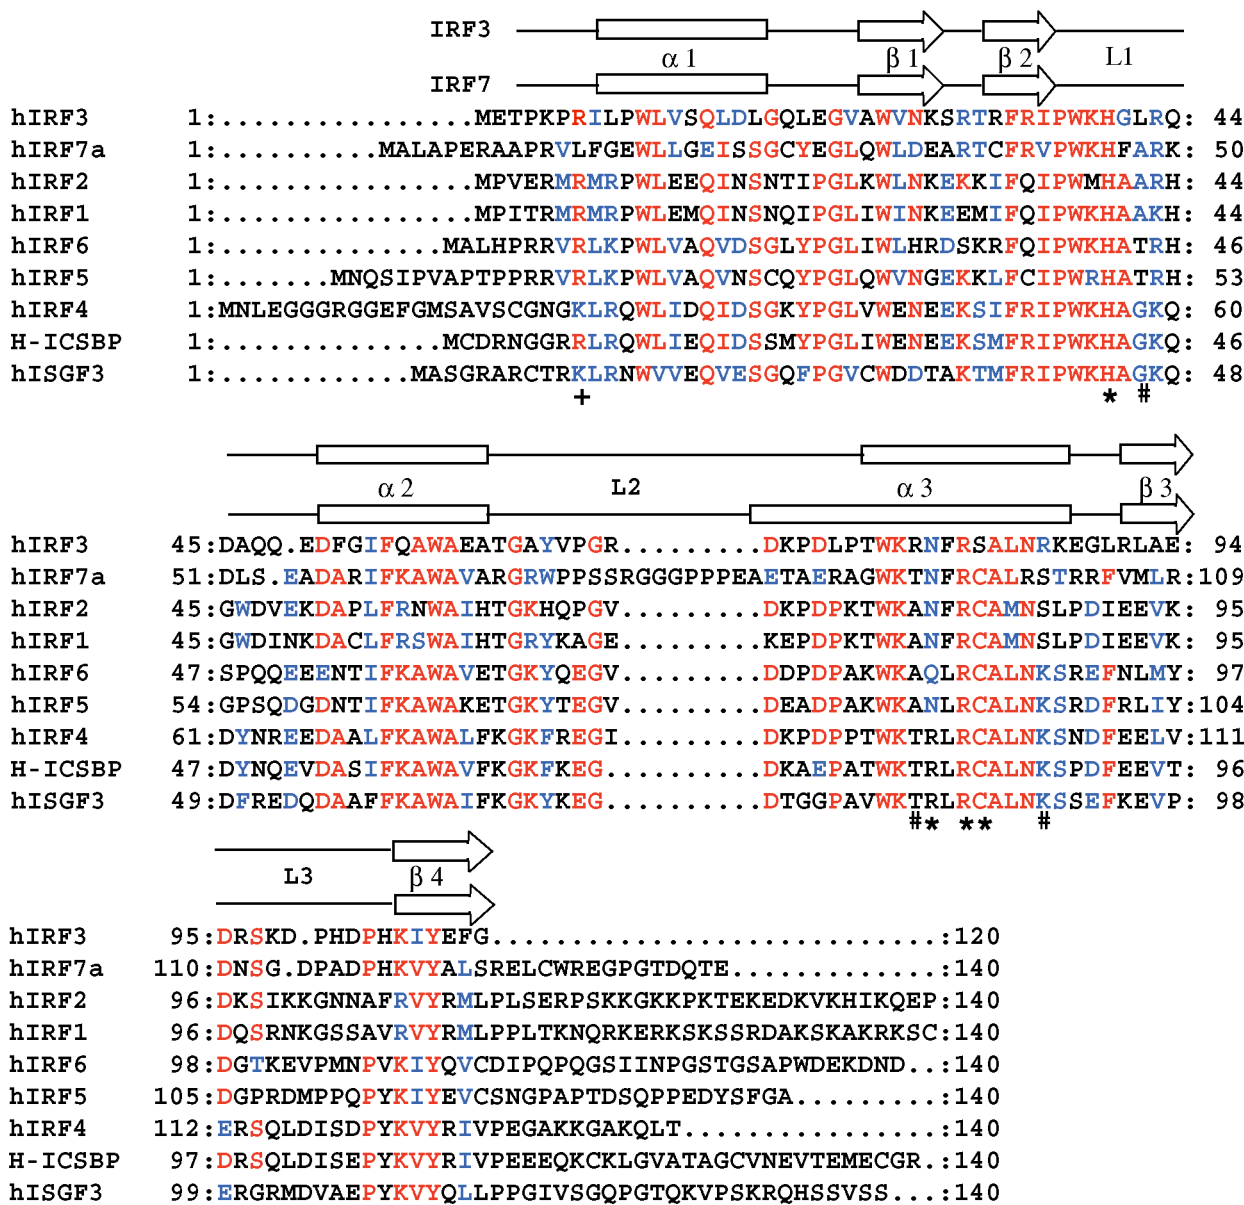 IRF3
α 1 β 1 β 2 L1
IRF7
hIRF3 1:................METPKPRILPWLVSQLDLGQLEGVAWVNKSRTRFRIPWKHGLRQ: 44
hIRF7a 1:..........MALAPERAAPRVLFGEWLLGEISSGCYEGLQWLDEARTCFRVPWKHFARK: 50
hIRF2 1:................MPVERMRMRPWLEEQINSNTIPGLKWLNKEKKIFQIPWMHAARH: 44
hIRF1 1:................MPITRMRMRPWLEMQINSNQIPGLIWINKEEMIFQIPWKHAAKH: 44
hIRF6 1:..............MALHPRRVRLKPWLVAQVDSGLYPGLIWLHRDSKRFQIPWKHATRH: 46
hIRF5 1:.......MNQSIPVAPTPPRRVRLKPWLVAQVNSCQYPGLQWVNGEKKLFCIPWRHATRH: 53
hIRF4 1:MNLEGGGRGGEFGMSAVSCGNGKLRQWLIDQIDSGKYPGLVWENEEKSIFRIPWKHAGKQ: 60
H-ICSBP 1:..............MCDRNGGRRLRQWLIEQIDSSMYPGLIWENEEKSMFRIPWKHAGKQ: 46
hISGF3 1:............MASGRARCTRKLRNWVVEQVESGQFPGVCWDDTAKTMFRIPWKHAGKQ: 48
+ * #
α 2 L2 α 3 β 3
hIRF3 45:DAQQ.EDFGIFQAWAEATGAYVPGR.........DKPDLPTWKRNFRSALNRKEGLRLAE: 94
hIRF7a 51:DLS.EADARIFKAWAVARGRWPPSSRGGGPPPEAETAERAGWKTNFRCALRSTRRFVMLR:109
hIRF2 45:GWDVEKDAPLFRNWAIHTGKHQPGV.........DKPDPKTWKANFRCAMNSLPDIEEVK: 95
hIRF1 45:GWDINKDACLFRSWAIHTGRYKAGE.........KEPDPKTWKANFRCAMNSLPDIEEVK: 95
hIRF6 47:SPQQEEENTIFKAWAVETGKYQEGV.........DDPDPAKWKAQLRCALNKSREFNLMY: 97
hIRF5 54:GPSQDGDNTIFKAWAKETGKYTEGV.........DEADPAKWKANLRCALNKSRDFRLIY:104
hIRF4 61:DYNREEDAALFKAWALFKGKFREGI.........DKPDPPTWKTRLRCALNKSNDFEELV:111
H-ICSBP 47:DYNQEVDASIFKAWAVFKGKFKEG..........DKAEPATWKTRLRCALNKSPDFEEVT: 96
hISGF3 49:DFREDQDAAFFKAWAIFKGKYKEG..........DTGGPAVWKTRLRCALNKSSEFKEVP: 98
#* ** #
L3 β 4
hIRF3 95:DRSKD.PHDPHKIYEFG............................:120
hIRF7a 110:DNSG.DPADPHKVYALSRELCWREGPGTDQTE.............:140
hIRF2 96:DKSIKKGNNAFRVYRMLPLSERPSKKGKKPKTEKEDKVKHIKQEP:140
hIRF1 96:DQSRNKGSSAVRVYRMLPPLTKNQRKERKSKSSRDAKSKAKRKSC:140
hIRF6 98:DGTKEVPMNPVKIYQVCDIPQPQGSIINPGSTGSAPWDEKDND..:140
hIRF5 105:DGPRDMPPQPYKIYEVCSNGPAPTDSQPPEDYSFGA.........:140
hIRF4 112:ERSQLDISDPYKVYRIVPEGAKKGAKQLT................:140
H-ICSBP 97:DRSQLDISEPYKVYRIVPEEEQKCKLGVATAGCVNEVTEMECGR.:140
hISGF3 99:ERGRMDVAEPYKVYQLLPPGIVSGQPGTQKVPSKRQHSSVSS...:140